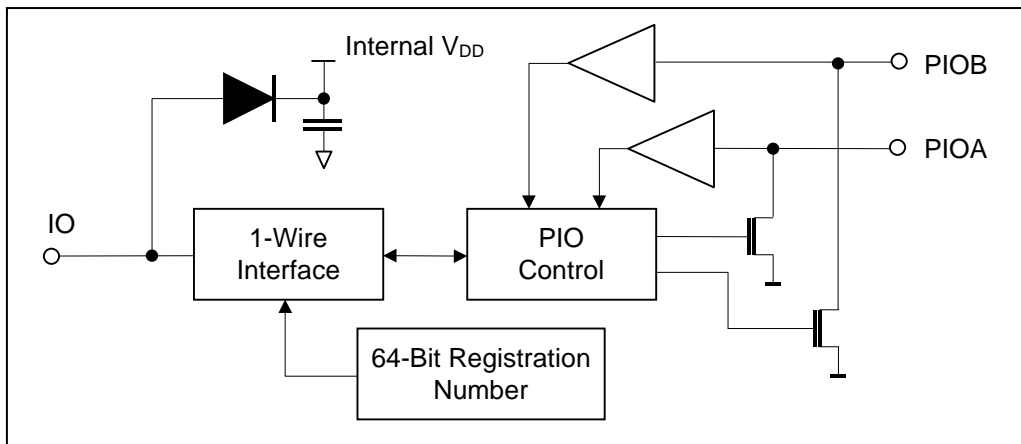 Internal VDD
PIOB
PIOA
IO
1-Wire
Interface
PIO
Control
64-Bit Registration
Number